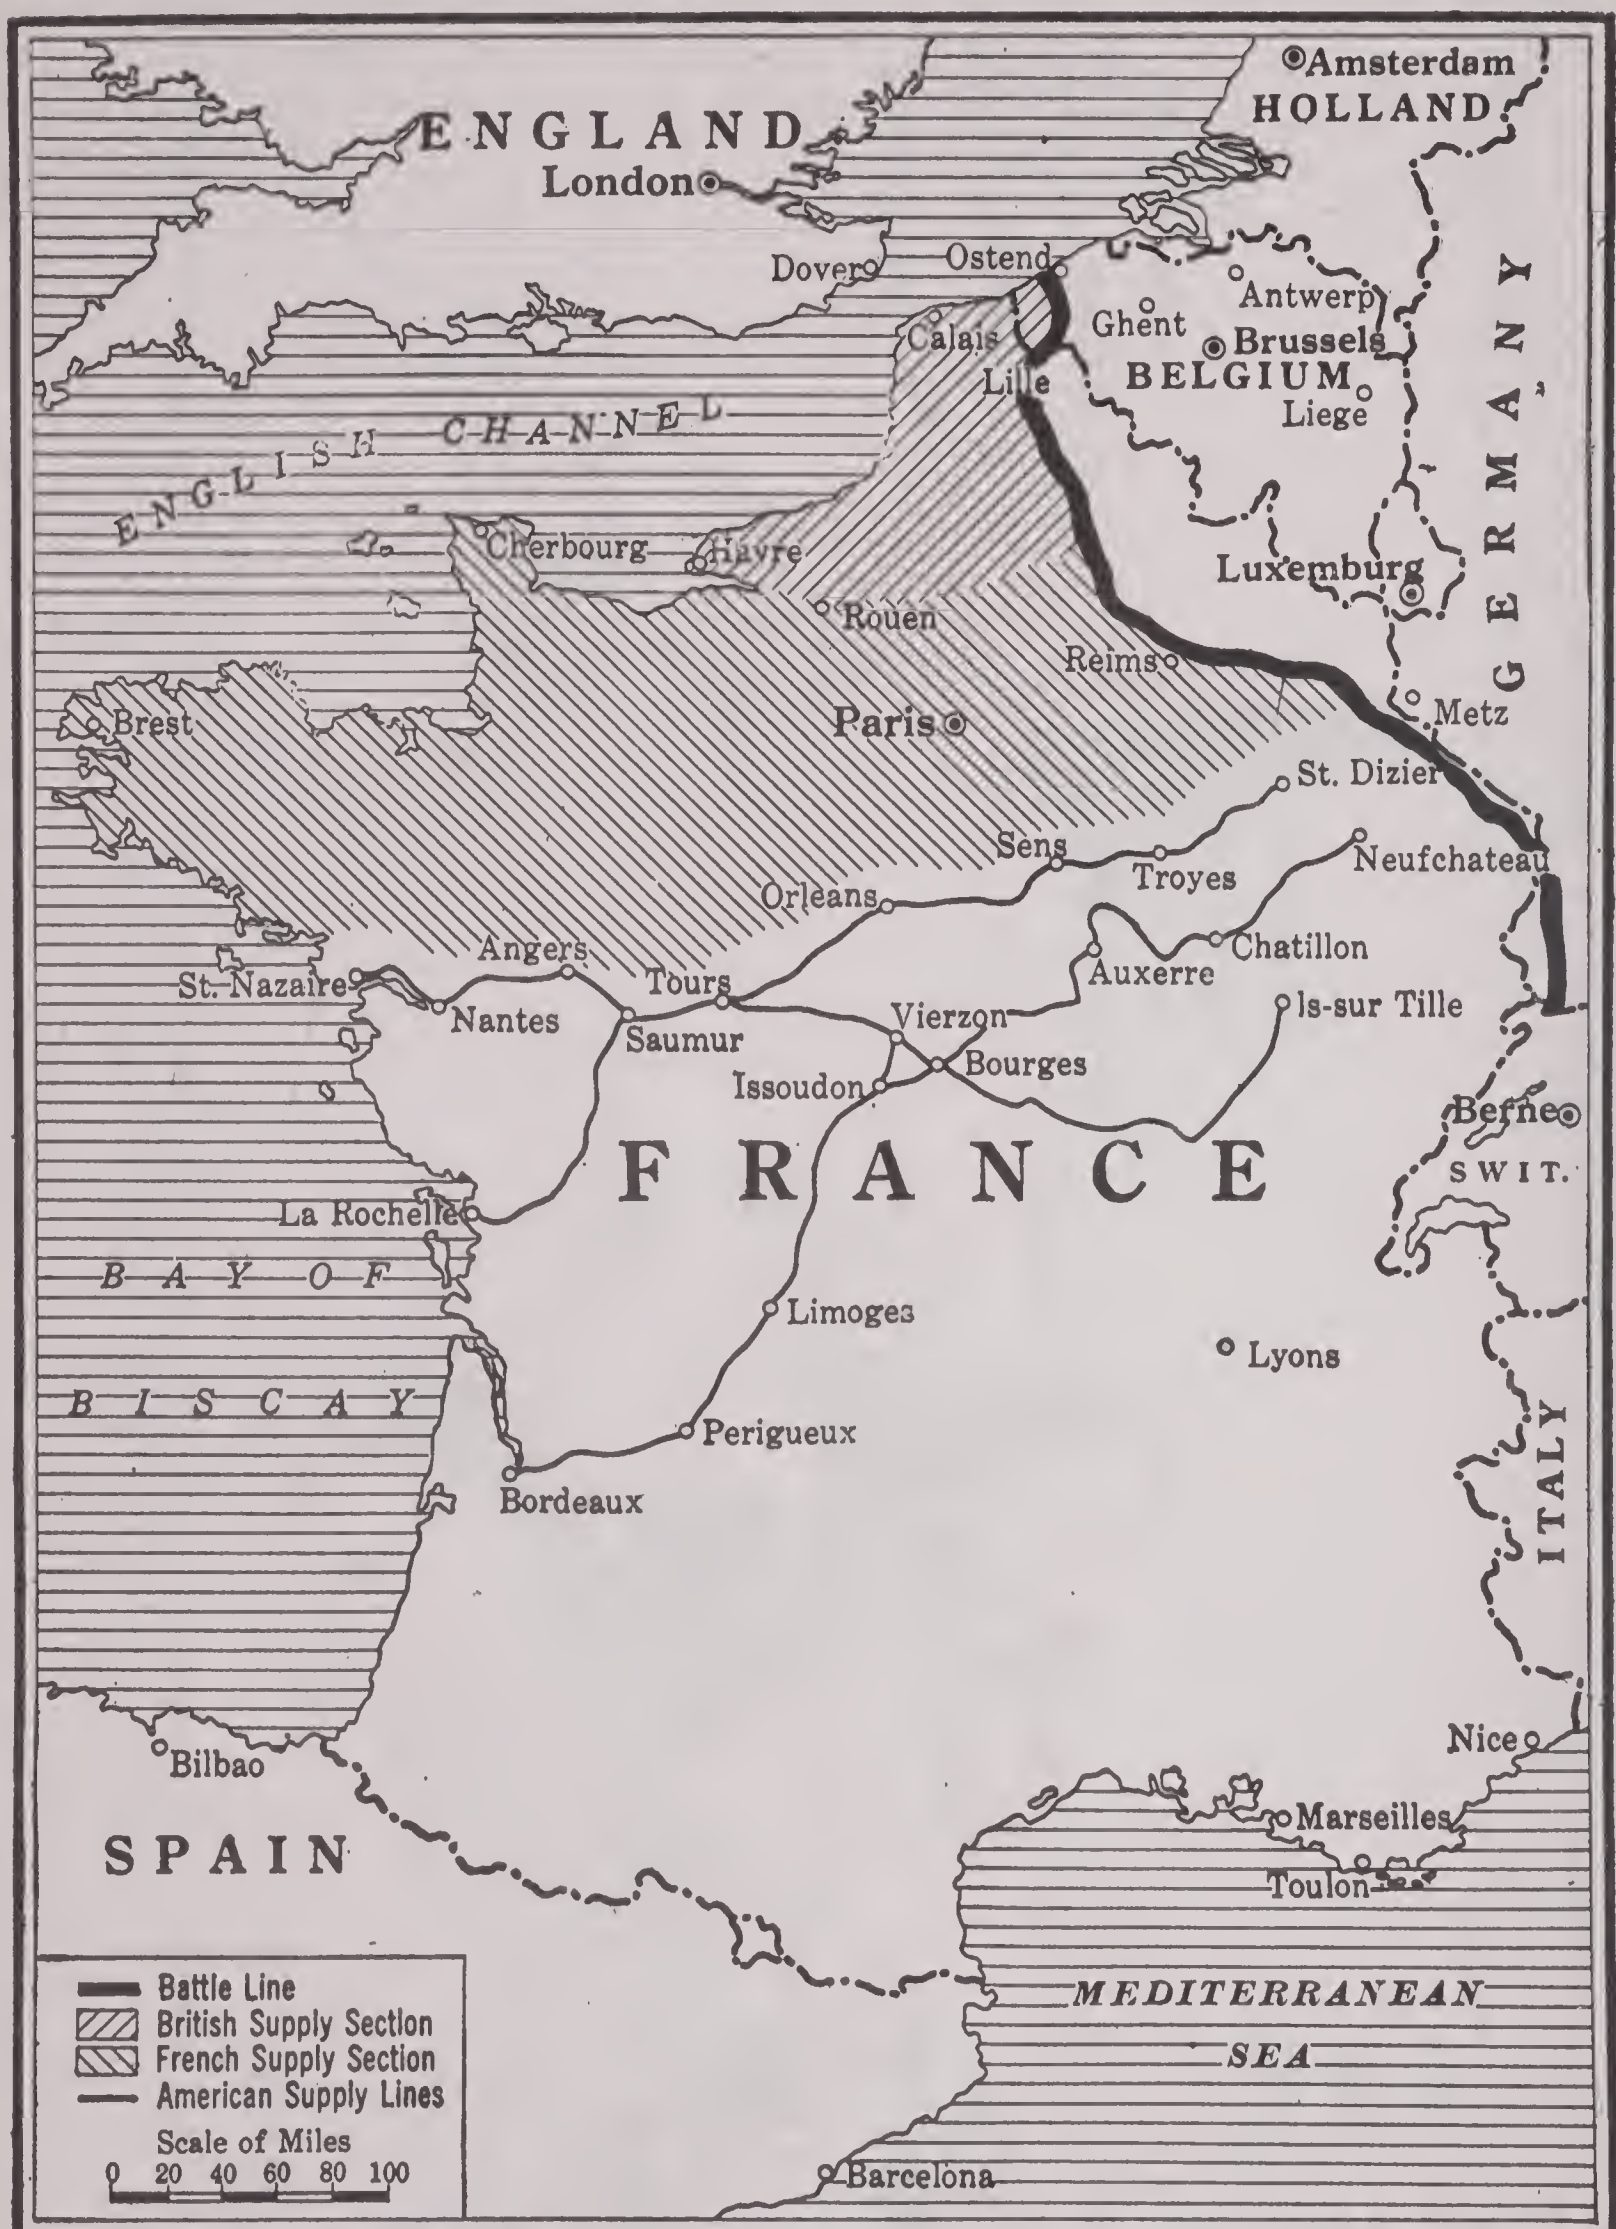 Amsterdam
HOLLAND
ENGLAND
London
Dover
Ostend
Antwerp
Ghent
Calais
Brussels
BELGIUM
Lille
Liege
GERMANY
ENGLISH CHANNEL
Cherbourg
Havre
Luxemburg
Rouen
Reims
Metz
Brest
Paris
St. Dizier
Sens
Troyes
Neufchateau
Orleans
Angers
Chatillon
Auxerre
St. Nazaire
Tours
Is-sur Tille
Nantes
Vierzon
Saumur
Bourges
Issoudon
Berne
SWIT.
FRANCE
La Rochelle
BAY OF
BISCAY
Limoges
Lyons
ITALY
Perigueux
Bordeaux
Nice
Bilbao
Marseilles
SPAIN
Toulon
MEDITERRANEAN
SEA
Barcelona
Battle Line
British Supply Section
French Supply Section
American Supply Lines
Scale of Miles
0 20 40 60 80 100